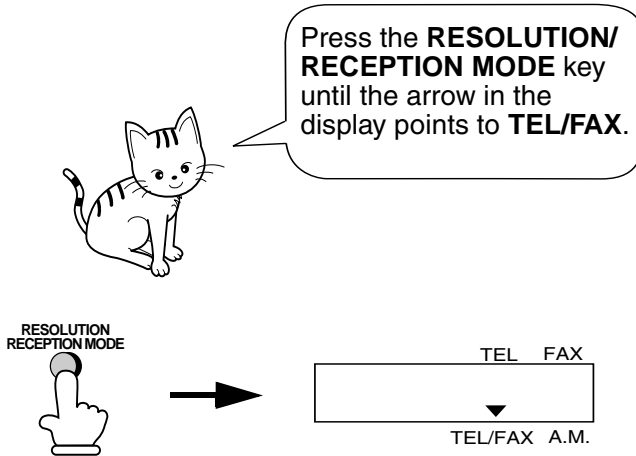 Press the RESOLUTION/
RECEPTION MODE key
until the arrow in the
display points to TEL/FAX.
RESOLUTION
RECEPTION MODE
TEL FAX
TEL/FAX A.M.